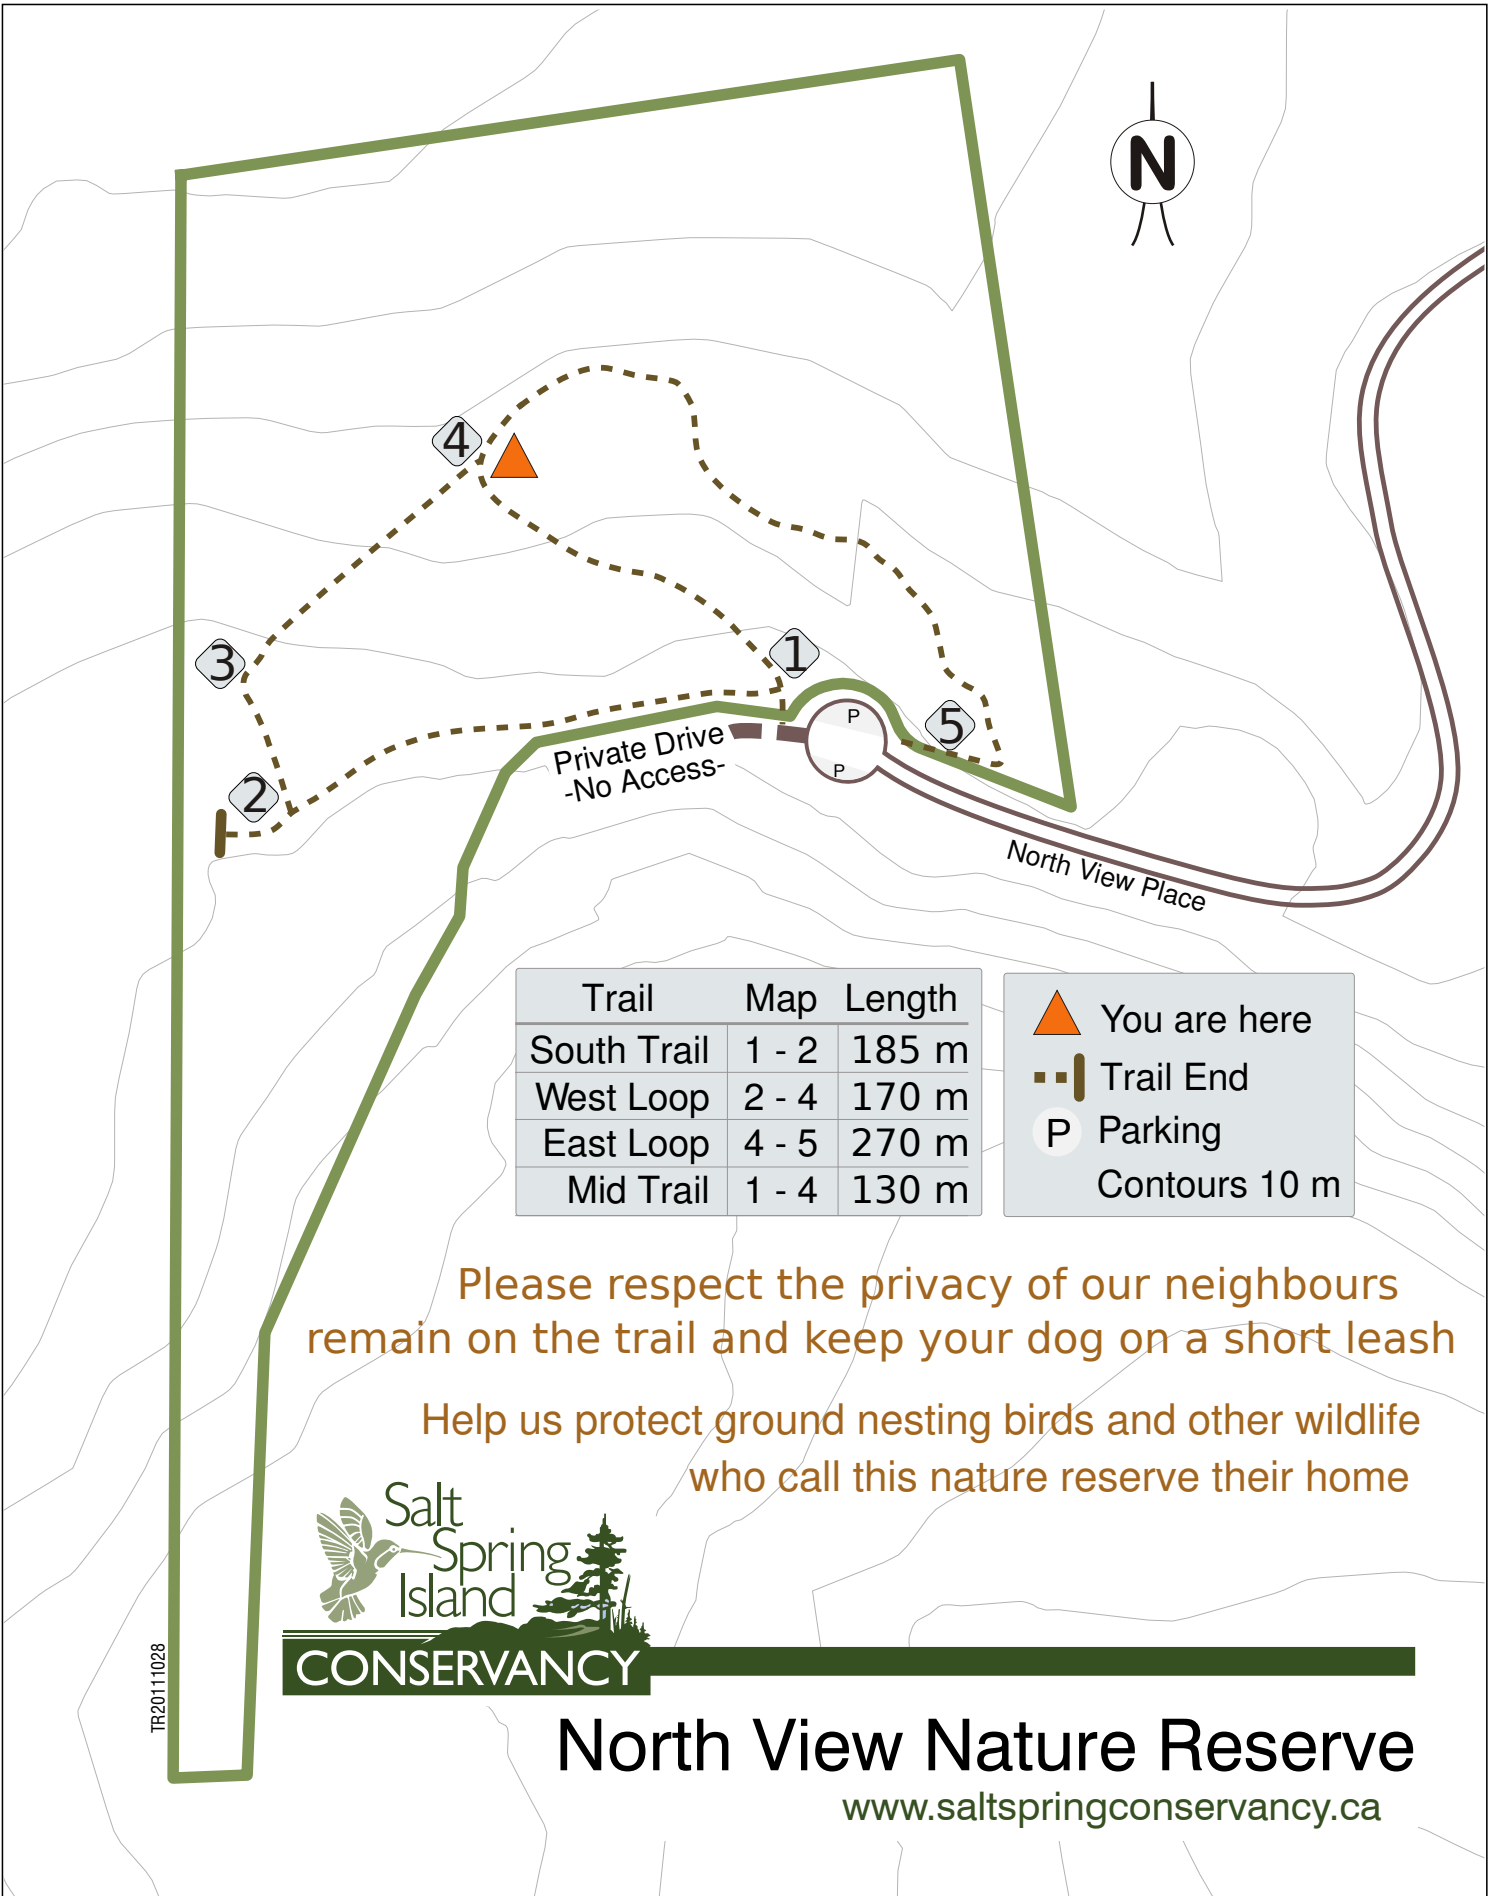 N
4
3
1
5
2
P
P
Private Drive
-No Access-
North View Place
Trail Map Length
South Trail 1 - 2 185 m
West Loop 2 - 4 170 m
East Loop 4 - 5 270 m
Mid Trail 1 - 4 130 m
You are here
Trail End
P Parking
Contours 10 m
Please respect the privacy of our neighbours
remain on the trail and keep your dog on a short leash
Help us protect ground nesting birds and other wildlife
who call this nature reserve their home
Salt
Spring
Island
CONSERVANCY
TR20111028
North View Nature Reserve
www.saltspringconservancy.ca